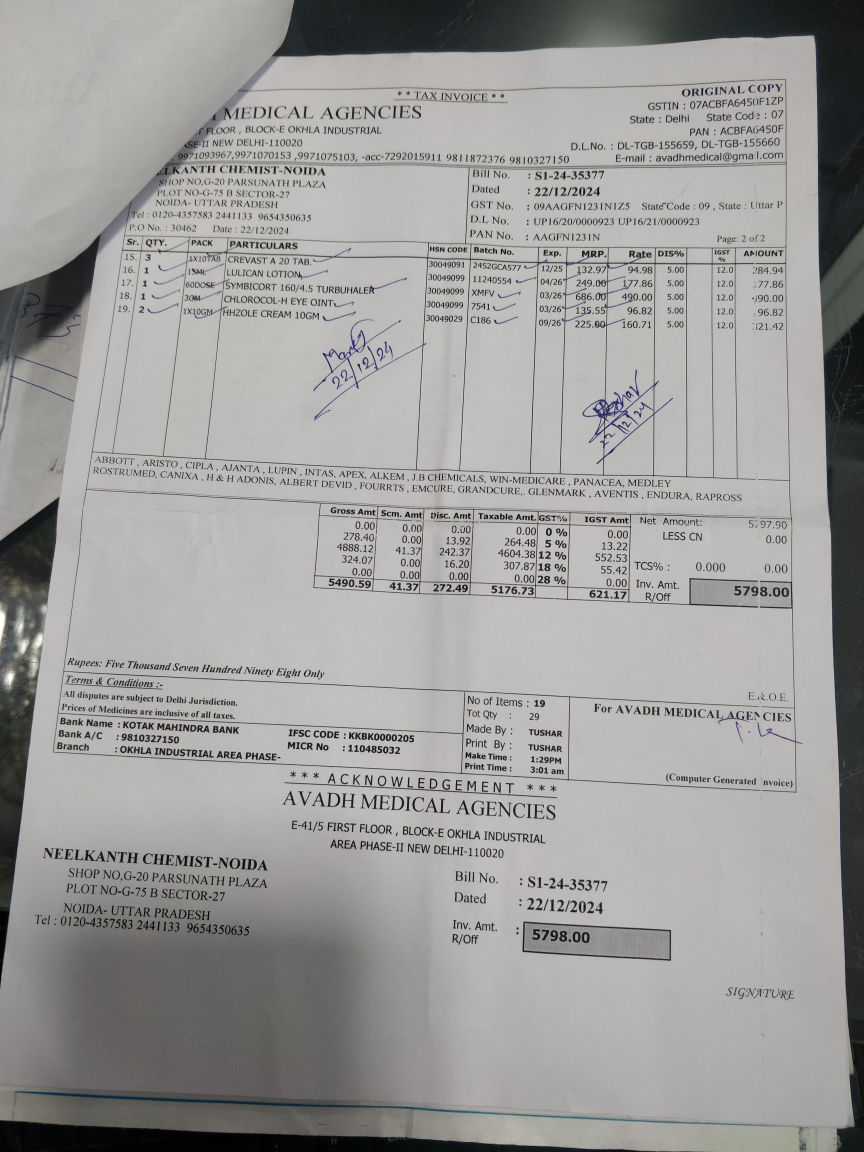 ** TAX INVOICE **
ORIGINAL COPY
MEDICAL AGENCIES
GSTIN : 07ACBFA6450F1ZP
State : Delhi State Code : 07
FLOOR , BLOCK-E OKHLA INDUSTRIAL
PAN : ACBFA6450F
NEW DELHI-110020
D.L.No. : DL-TGB-155659, DL-TGB-155660
9971093967,9971070153 ,9971075103, -acc-7292015911 9811872376 9810327150
E-mail : avadhmedical@gmail.com
CHEMIST-NOIDA
SHOP NO,G-20 PARSUNATH PLAZA
PLOT NO-G-75 B SECTOR-27
NOIDA- UTTAR PRADESH
Tel : 0120-4357583 2441133 9654350635
P.O No. : 30462 Date : 22/12/2024
Bill No. : S1-24-35377
Dated : 22/12/2024
GST No. : 09AAGFN1231N1Z5 State Code : 09 , State : Uttar P
D.L No. : UP16/20/0000923 UP16/21/0000923
PAN No. : AAGFN1231N Page: 2 of 2
Sr. QTY. PACK PARTICULARS HSN CODE Batch No. Exp. MRP. Rate DIS% IGST % AMOUNT
15. 3 1X10TAB CREVAST A 20 TAB. 30049091 24S2GCA577 12/25 132.97 94.98 5.00 12.0 284.94
16. 1 15ML LULICAN LOTION 30049099 11240554 04/26 249.00 177.86 5.00 12.0 177.86
17. 1 60DOSE SYMBICORT 160/4.5 TURBUHALER 30049099 XMFV 03/26 686.00 490.00 5.00 12.0 490.00
18. 1 3GM CHLOROCOL-H EYE OINT 30049099 7541 03/26 135.55 96.82 5.00 12.0 96.82
19. 2 1X10GM HHZOLE CREAM 10GM 30049029 C186 09/26 225.00 160.71 5.00 12.0 321.42
22/12/24
22/12/24
ABBOTT , ARISTO , CIPLA , AJANTA , LUPIN , INTAS, APEX, ALKEM , J.B CHEMICALS, WIN-MEDICARE , PANACEA, MEDLEY
ROSTRUMED, CANIXA , H & H ADONIS, ALBERT DEVID , FOURRTS , EMCURE, GRANDCURE,. GLENMARK , AVENTIS , ENDURA, RAPROSS
Gross Amt Scm. Amt Disc. Amt Taxable Amt. GST% IGST Amt
0.00 0.00 0.00 0.00 0 % 0.00
278.40 0.00 13.92 264.48 5 % 13.22
4888.12 41.37 242.37 4604.38 12 % 552.53
324.07 0.00 16.20 307.87 18 % 55.42
0.00 0.00 0.00 0.00 28 % 0.00
5490.59 41.37 272.49 5176.73 621.17
Net Amount: 5797.90
LESS CN 0.00
TCS% : 0.000 0.00
Inv. Amt. R/Off 5798.00
Rupees: Five Thousand Seven Hundred Ninety Eight Only
E.&.O.E.
Terms & Conditions :-
All disputes are subject to Delhi Jurisdiction.
Prices of Medicines are inclusive of all taxes.
Bank Name : KOTAK MAHINDRA BANK
Bank A/C : 9810327150 IFSC CODE : KKBK0000205
Branch : OKHLA INDUSTRIAL AREA PHASE- MICR No : 110485032
No of Items : 19
Tot Qty : 29
Made By : TUSHAR
Print By : TUSHAR
Make Time : 1:29PM
Print Time : 3:01 am
For AVADH MEDICAL AGENCIES
(Computer Generated Invoice)
*** ACKNOWLEDGEMENT ***
AVADH MEDICAL AGENCIES
E-41/5 FIRST FLOOR , BLOCK-E OKHLA INDUSTRIAL
AREA PHASE-II NEW DELHI-110020
NEELKANTH CHEMIST-NOIDA
SHOP NO,G-20 PARSUNATH PLAZA
PLOT NO-G-75 B SECTOR-27
NOIDA- UTTAR PRADESH
Tel : 0120-4357583 2441133 9654350635
Bill No. : S1-24-35377
Dated : 22/12/2024
Inv. Amt. R/Off : 5798.00
SIGNATURE